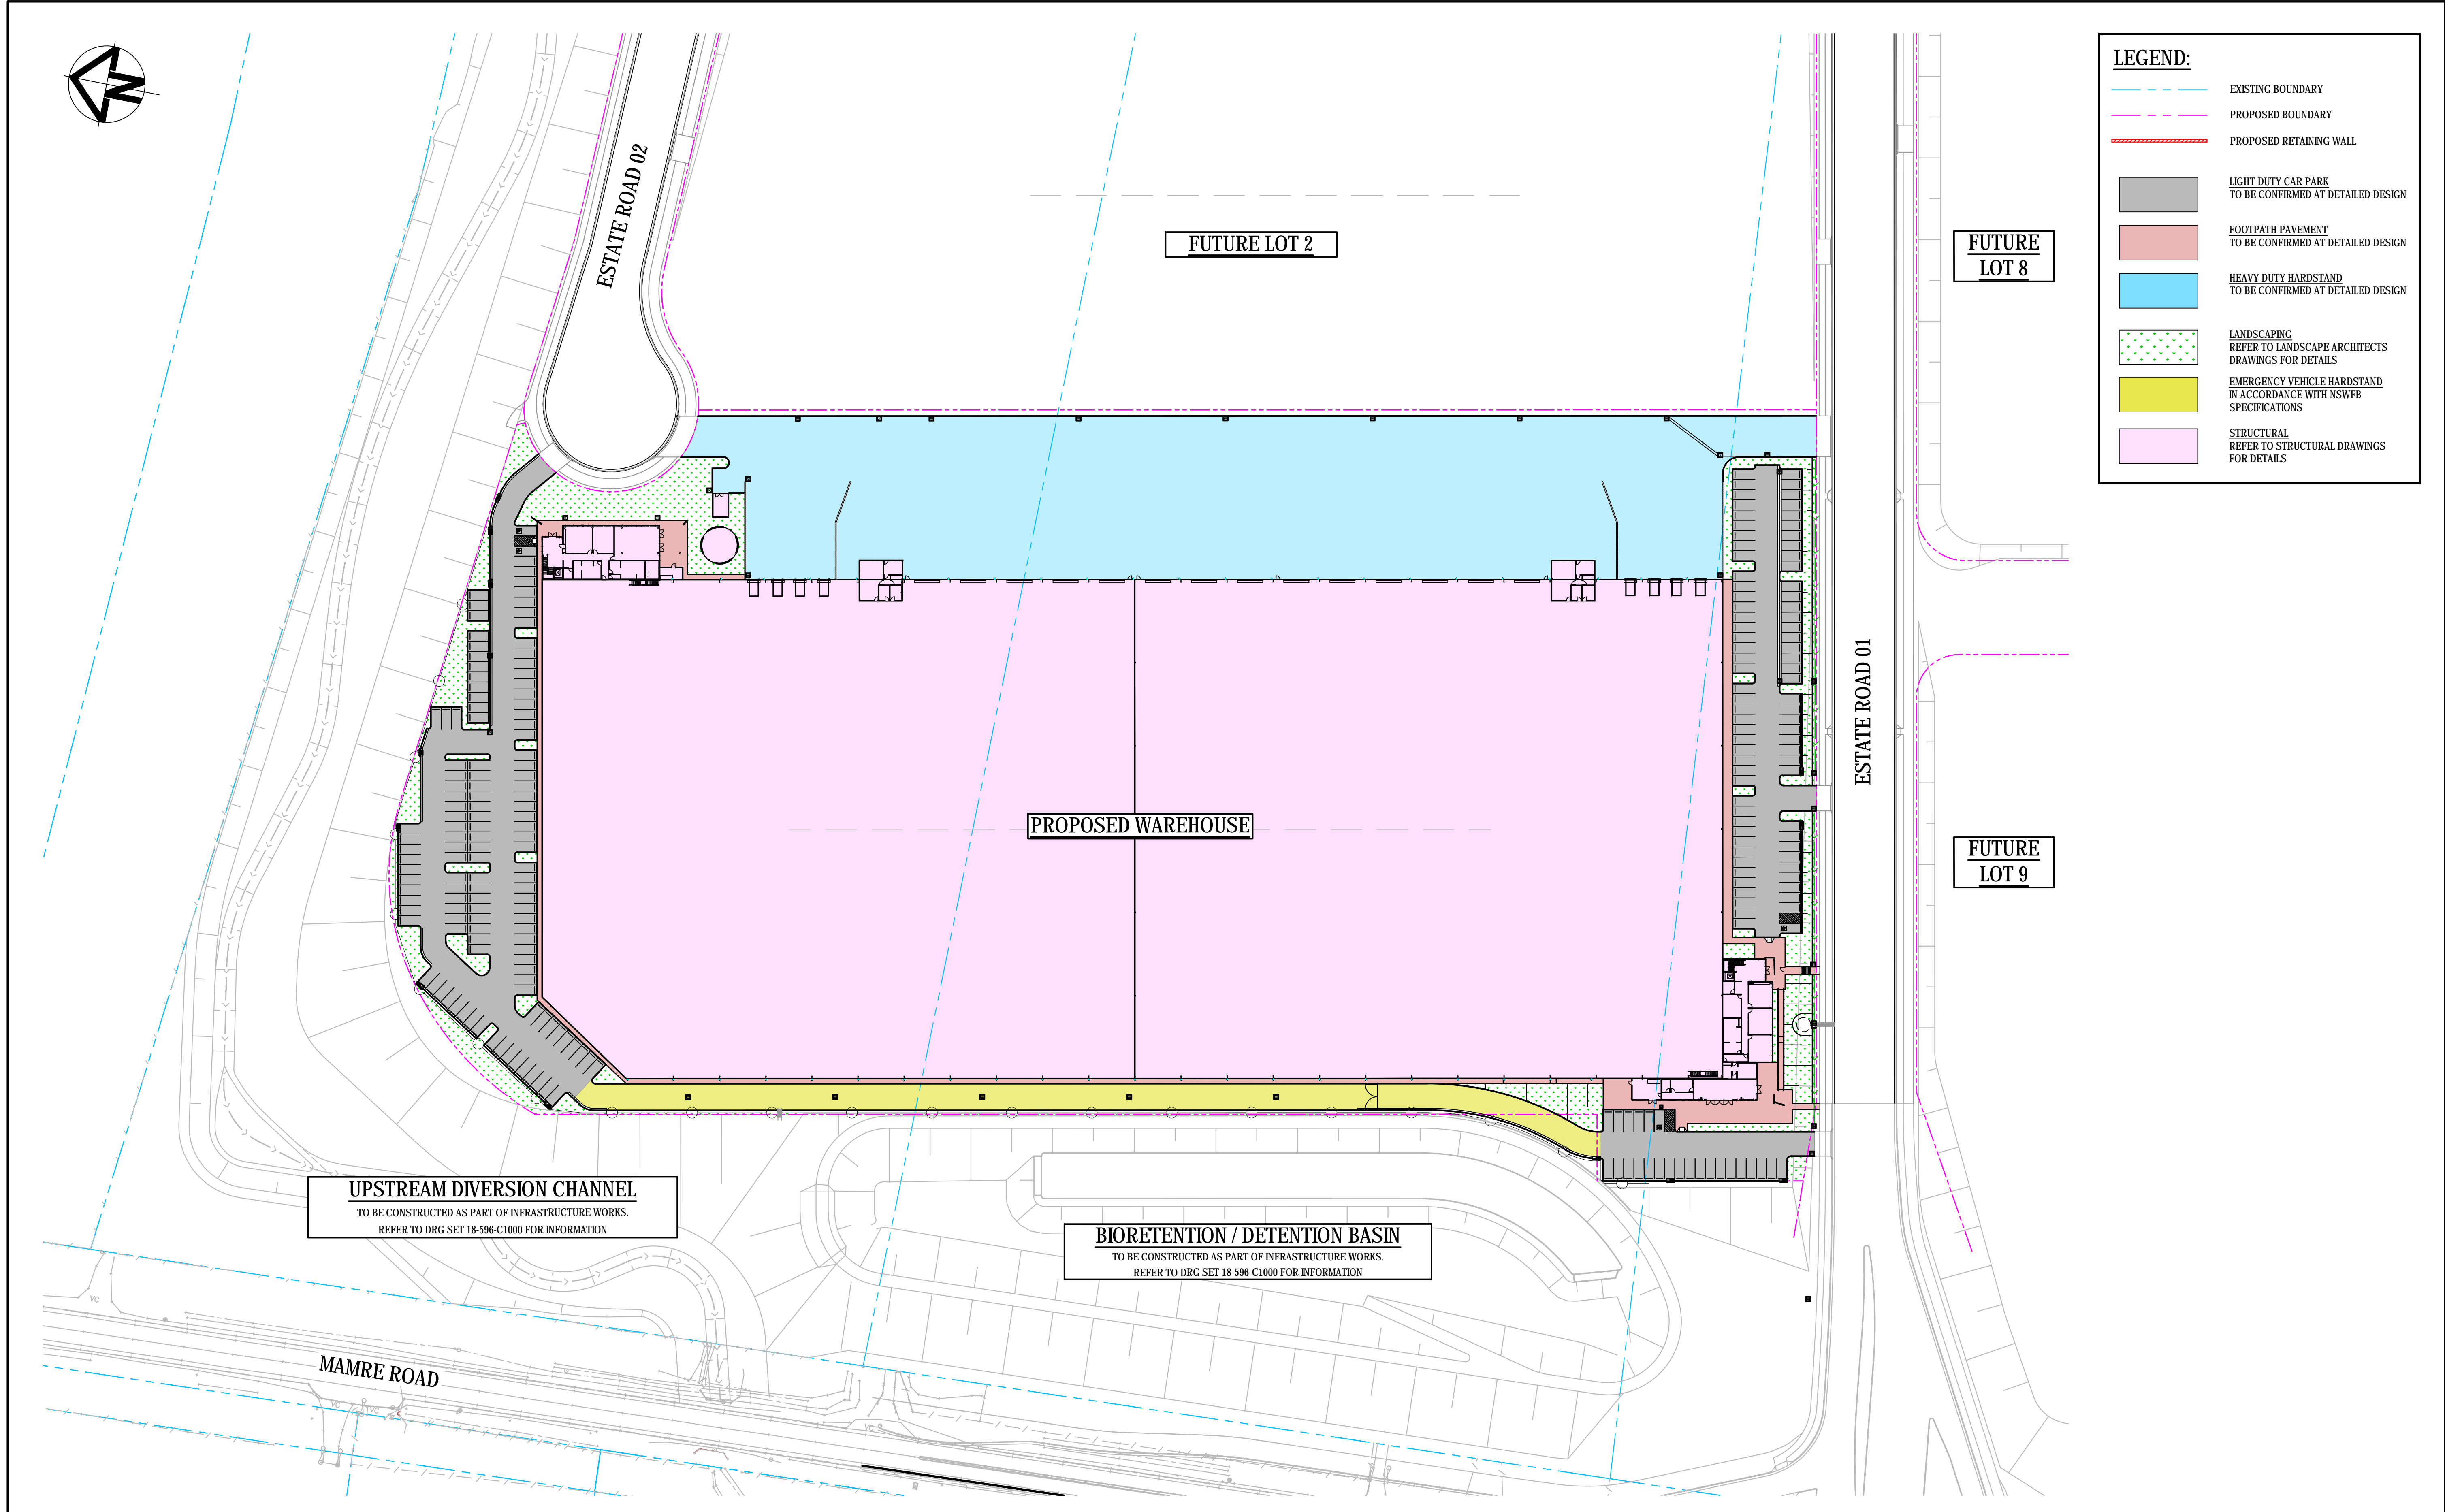 N
LEGEND:
EXISTING BOUNDARY
PROPOSED BOUNDARY
PROPOSED RETAINING WALL
LIGHT DUTY CAR PARK
TO BE CONFIRMED AT DETAILED DESIGN
FOOTPATH PAVEMENT
TO BE CONFIRMED AT DETAILED DESIGN
HEAVY DUTY HARDSTAND
TO BE CONFIRMED AT DETAILED DESIGN
LANDSCAPING
REFER TO LANDSCAPE ARCHITECTS
DRAWINGS FOR DETAILS
EMERGENCY VEHICLE HARDSTAND
IN ACCORDANCE WITH NSWFB
SPECIFICATIONS
STRUCTURAL
REFER TO STRUCTURAL DRAWINGS
FOR DETAILS
ESTATE ROAD 02
FUTURE LOT 2
FUTURE
LOT 8
ESTATE ROAD 01
PROPOSED WAREHOUSE
FUTURE
LOT 9
UPSTREAM DIVERSION CHANNEL
TO BE CONSTRUCTED AS PART OF INFRASTRUCTURE WORKS.
REFER TO DRG SET 18-596-C1000 FOR INFORMATION
BIORETENTION / DETENTION BASIN
TO BE CONSTRUCTED AS PART OF INFRASTRUCTURE WORKS.
REFER TO DRG SET 18-596-C1000 FOR INFORMATION
VC
MAMRE ROAD
VC
VC
VC